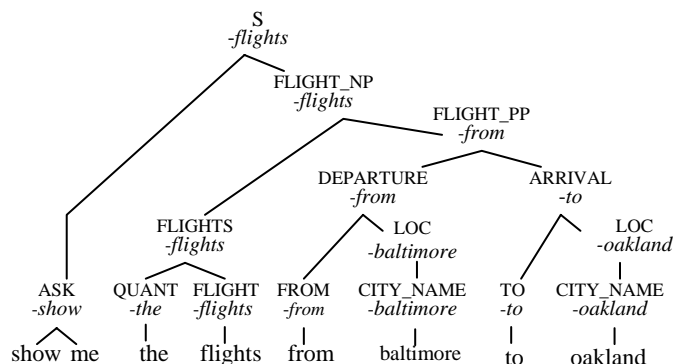 S
-flights
FLIGHT_NP
-flights
FLIGHT_PP
-from
DEPARTURE ARRIVAL
-from -to
FLIGHTS LOC LOC
-flights -baltimore -oakland
ASK QUANT FLIGHT FROM CITY_NAME TO CITY_NAME
-show -the -flights -from -baltimore -to -oakland
show me the flights from baltimore to oakland